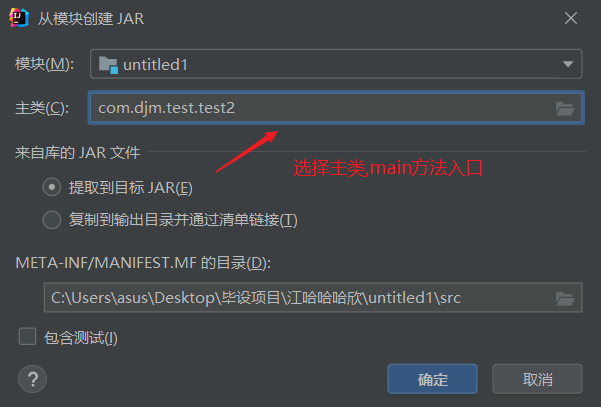 从模块创建 JAR
模块(M):
untitled1
主类(C):
com.djm.test.test2
选择主类,main方法入口
来自库的 JAR 文件
提取到目标 JAR(E)
复制到输出目录并通过清单链接(T)
META-INF/MANIFEST.MF 的目录(D):
C:\Users\asus\Desktop\毕设项目\江哈哈哈欣\untitled1\src
包含测试(I)
?
确定
取消